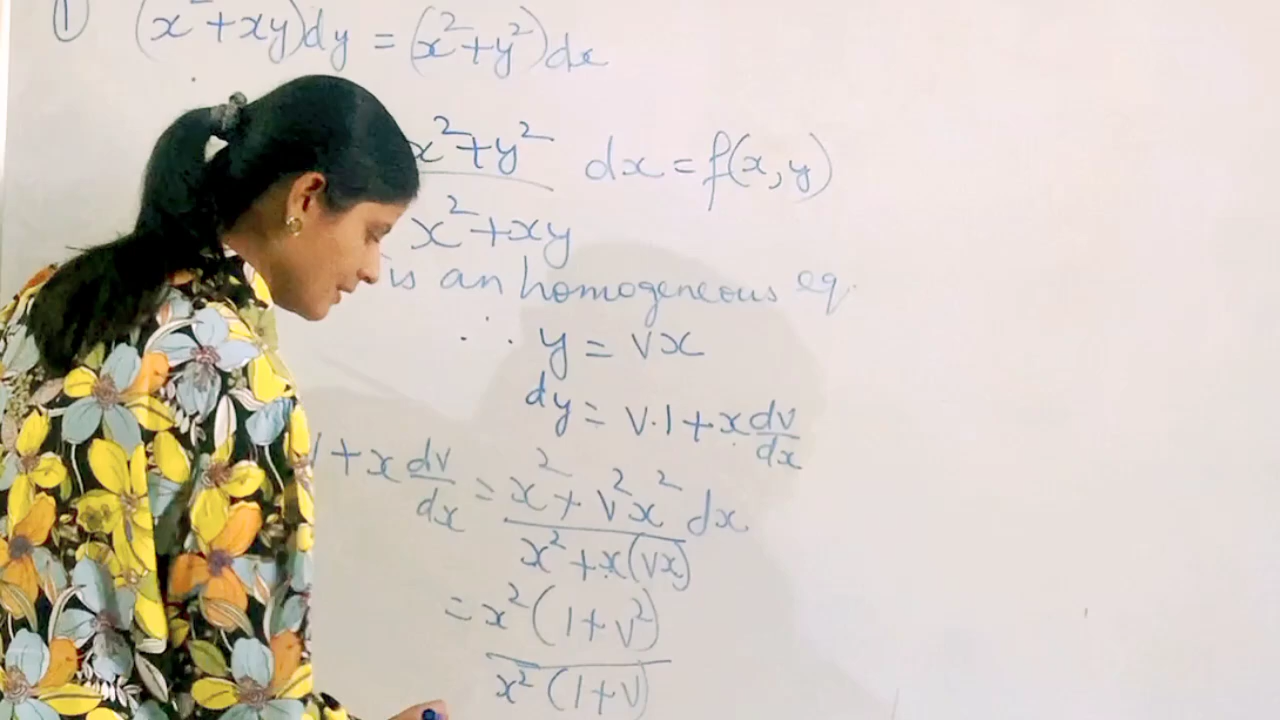 ① (x²+xy)dy = (x²+y²)dx
x²+y² dx = f(x,y)
x²+xy
is an homogeneous eq.
∴ y = vx
dy = v.1 + x dv/dx
1 + x dv/dx = x² + v²x² dx
x² + x(vx)
= x²(1+v²)
x²(1+v)